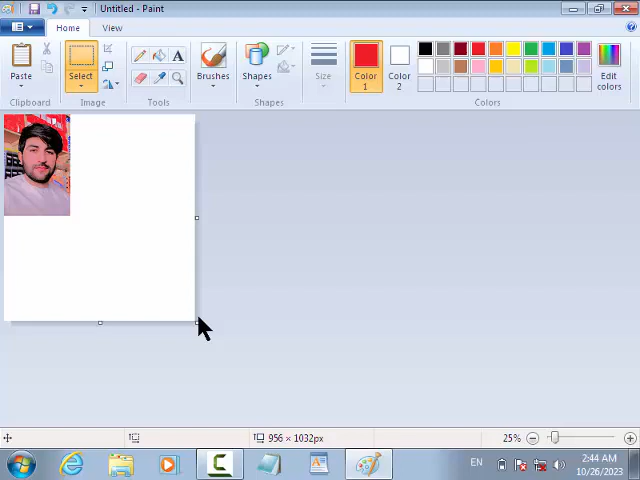 Untitled - Paint
Home
View
Paste
Select
Brushes
Shapes
Size
Color
1
Color
2
Edit
colors
Clipboard
Image
Tools
Shapes
Colors
956 × 1032px
25%
EN
2:44 AM
10/26/2023